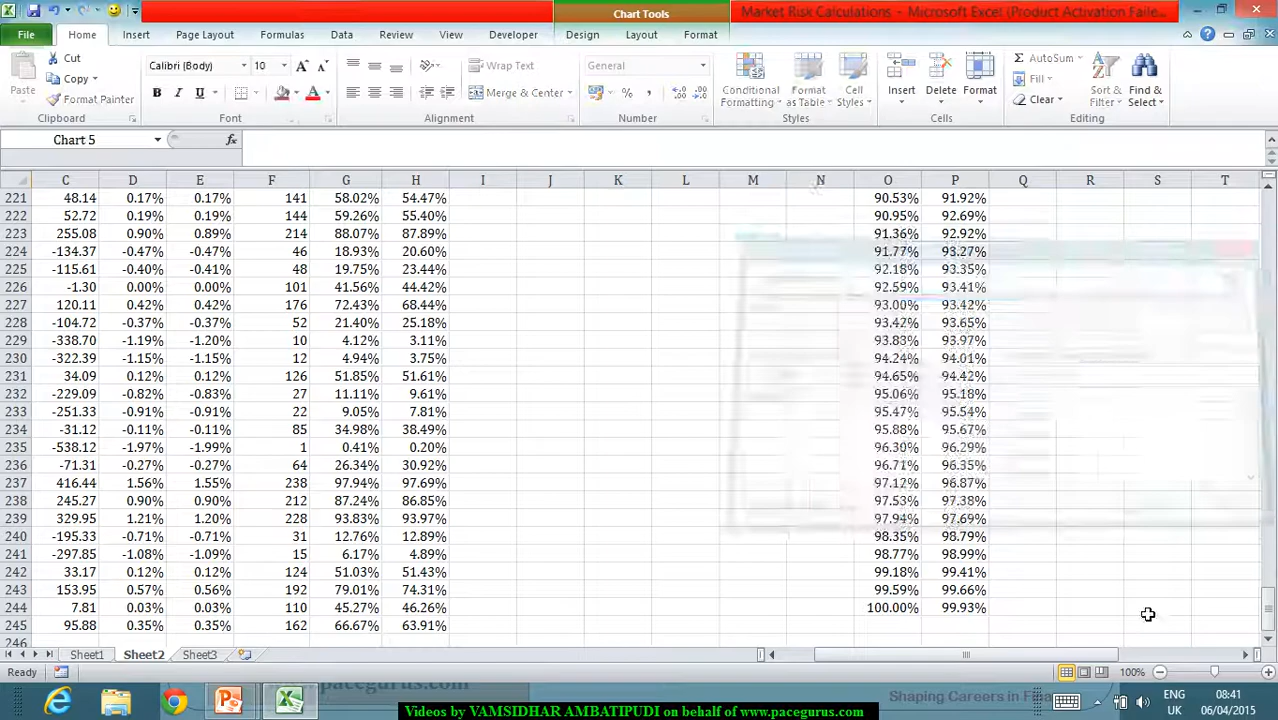 Chart Tools
Market Risk Calculations - Microsoft Excel (Product Activation Faile...
File Home Insert Page Layout Formulas Data Review View Developer Design Layout Format
Cut
Copy
Format Painter
Paste
Clipboard
Calibri (Body) 10
B I U
Font
Wrap Text
Merge & Center
Alignment
General
Number
Conditional Formatting
Format as Table
Cell Styles
Styles
Insert
Delete
Format
Cells
AutoSum
Fill
Clear
Sort & Filter
Find & Select
Editing
Chart 5 fx
C D E F G H I J K L M N O P Q R S T
221 48.14 0.17% 0.17% 141 58.02% 54.47% 90.53% 91.92%
222 52.72 0.19% 0.19% 144 59.26% 55.40% 90.95% 92.69%
223 255.08 0.90% 0.89% 214 88.07% 87.89% 91.36% 92.92%
224 -134.37 -0.47% -0.47% 46 18.93% 20.60% 91.77% 93.27%
225 -115.61 -0.40% -0.41% 48 19.75% 23.44% 92.18% 93.35%
226 -1.30 0.00% 0.00% 101 41.56% 44.42% 92.59% 93.41%
227 120.11 0.42% 0.42% 176 72.43% 68.44% 93.00% 93.42%
228 -104.72 -0.37% -0.37% 52 21.40% 25.18% 93.42% 93.65%
229 -338.70 -1.19% -1.20% 10 4.12% 3.11% 93.83% 93.97%
230 -322.39 -1.15% -1.15% 12 4.94% 3.75% 94.24% 94.01%
231 34.09 0.12% 0.12% 126 51.85% 51.61% 94.65% 94.42%
232 -229.09 -0.82% -0.83% 27 11.11% 9.61% 95.06% 95.18%
233 -251.33 -0.91% -0.91% 22 9.05% 7.81% 95.47% 95.54%
234 -31.12 -0.11% -0.11% 85 34.98% 38.49% 95.88% 95.67%
235 -538.12 -1.97% -1.99% 1 0.41% 0.20% 96.30% 96.29%
236 -71.31 -0.27% -0.27% 64 26.34% 30.92% 96.71% 96.35%
237 416.44 1.56% 1.55% 238 97.94% 97.69% 97.12% 96.87%
238 245.27 0.90% 0.90% 212 87.24% 86.85% 97.53% 97.38%
239 329.95 1.21% 1.20% 228 93.83% 93.97% 97.94% 97.69%
240 -195.33 -0.71% -0.71% 31 12.76% 12.89% 98.35% 98.79%
241 -297.85 -1.08% -1.09% 15 6.17% 4.89% 98.77% 98.99%
242 33.17 0.12% 0.12% 124 51.03% 51.43% 99.18% 99.41%
243 153.95 0.57% 0.56% 192 79.01% 74.31% 99.59% 99.66%
244 7.81 0.03% 0.03% 110 45.27% 46.26% 100.00% 99.93%
245 95.88 0.35% 0.35% 162 66.67% 63.91%
246
Sheet1 Sheet2 Sheet3
Ready 100%
www.pacegurus.com
Shaping Careers in Fina
ENG 08:41
UK 06/04/2015
Videos by VAMSIDHAR AMBATIPUDI on behalf of www.pacegurus.com